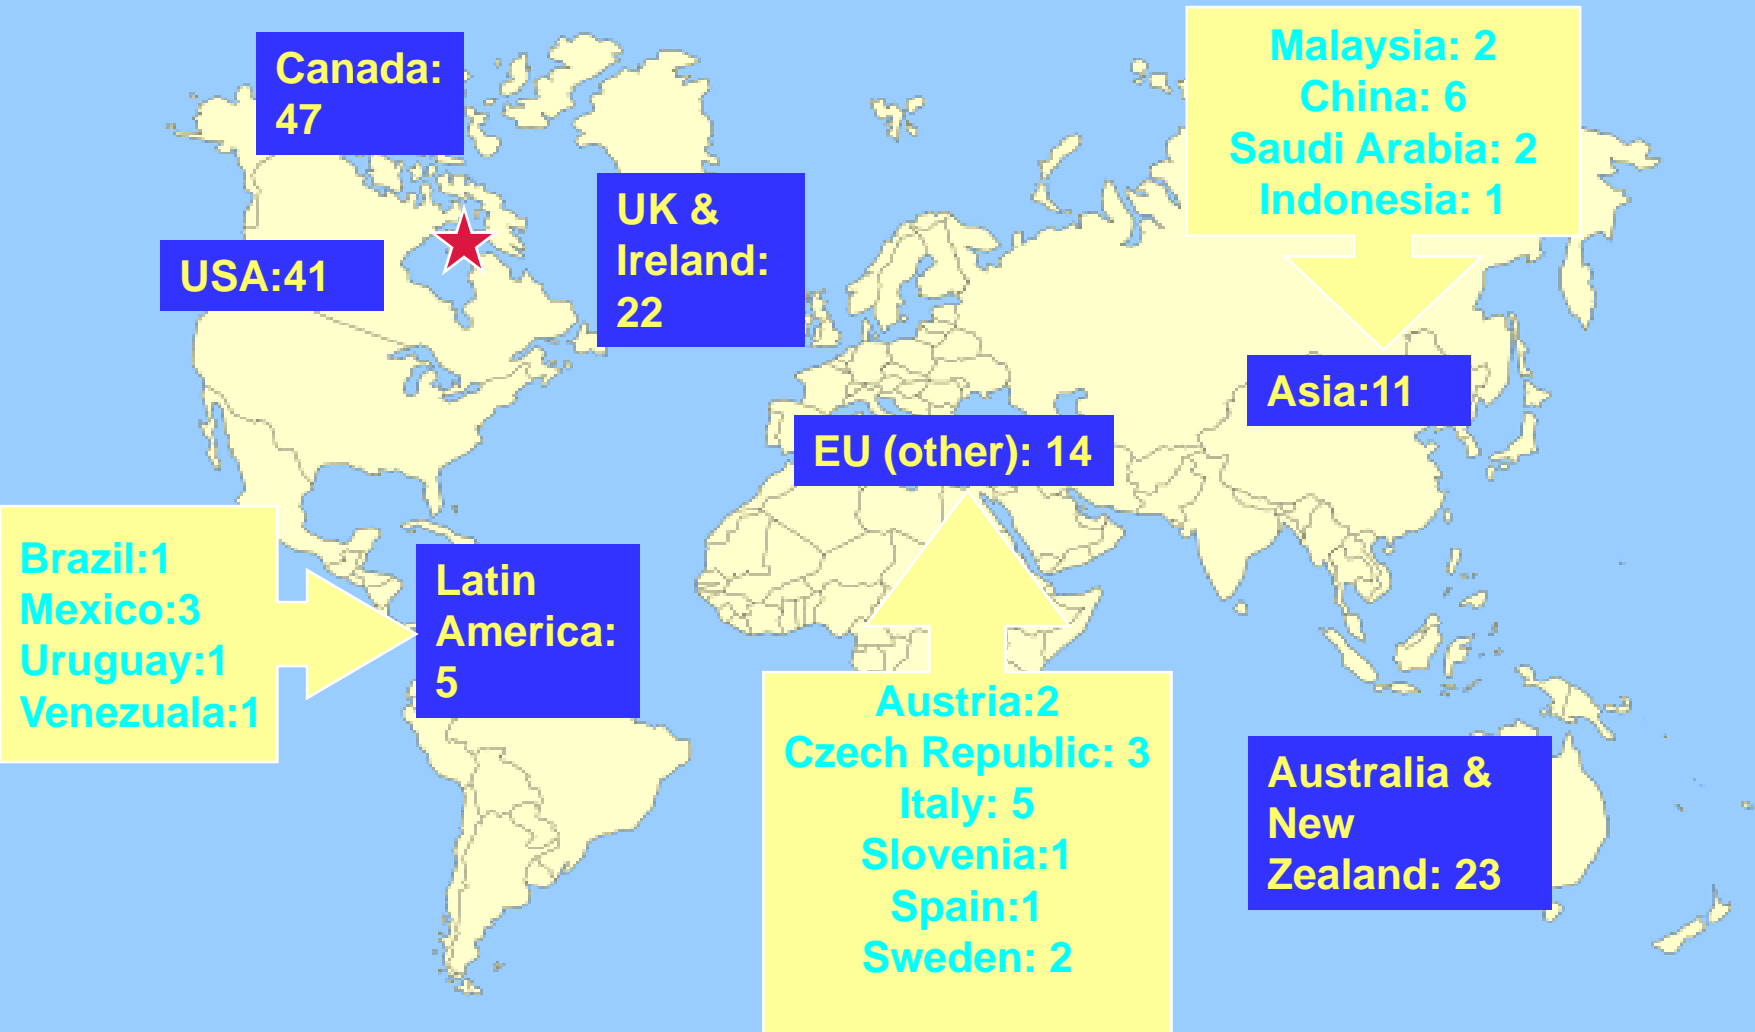 Canada:
47
USA:41
UK &
Ireland:
22
Malaysia: 2
China: 6
Saudi Arabia: 2
Indonesia: 1
Asia:11
EU (other): 14
Brazil:1
Mexico:3
Uruguay:1
Venezuala:1
Latin
America:
5
Austria:2
Czech Republic: 3
Italy: 5
Slovenia:1
Spain:1
Sweden: 2
Australia &
New
Zealand: 23